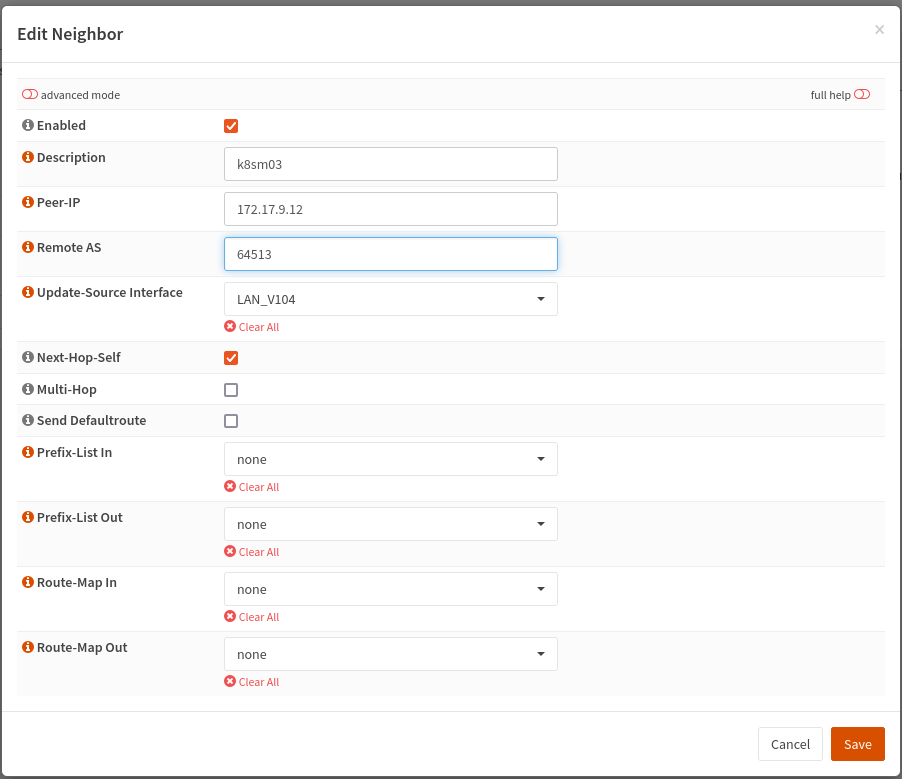 Edit Neighbor
×
advanced mode
full help
Enabled
Description
k8sm03
Peer-IP
172.17.9.12
Remote AS
64513
Update-Source Interface
LAN_V104
Clear All
Next-Hop-Self
Multi-Hop
Send Defaultroute
Prefix-List In
none
Clear All
Prefix-List Out
none
Clear All
Route-Map In
none
Clear All
Route-Map Out
none
Clear All
Cancel
Save